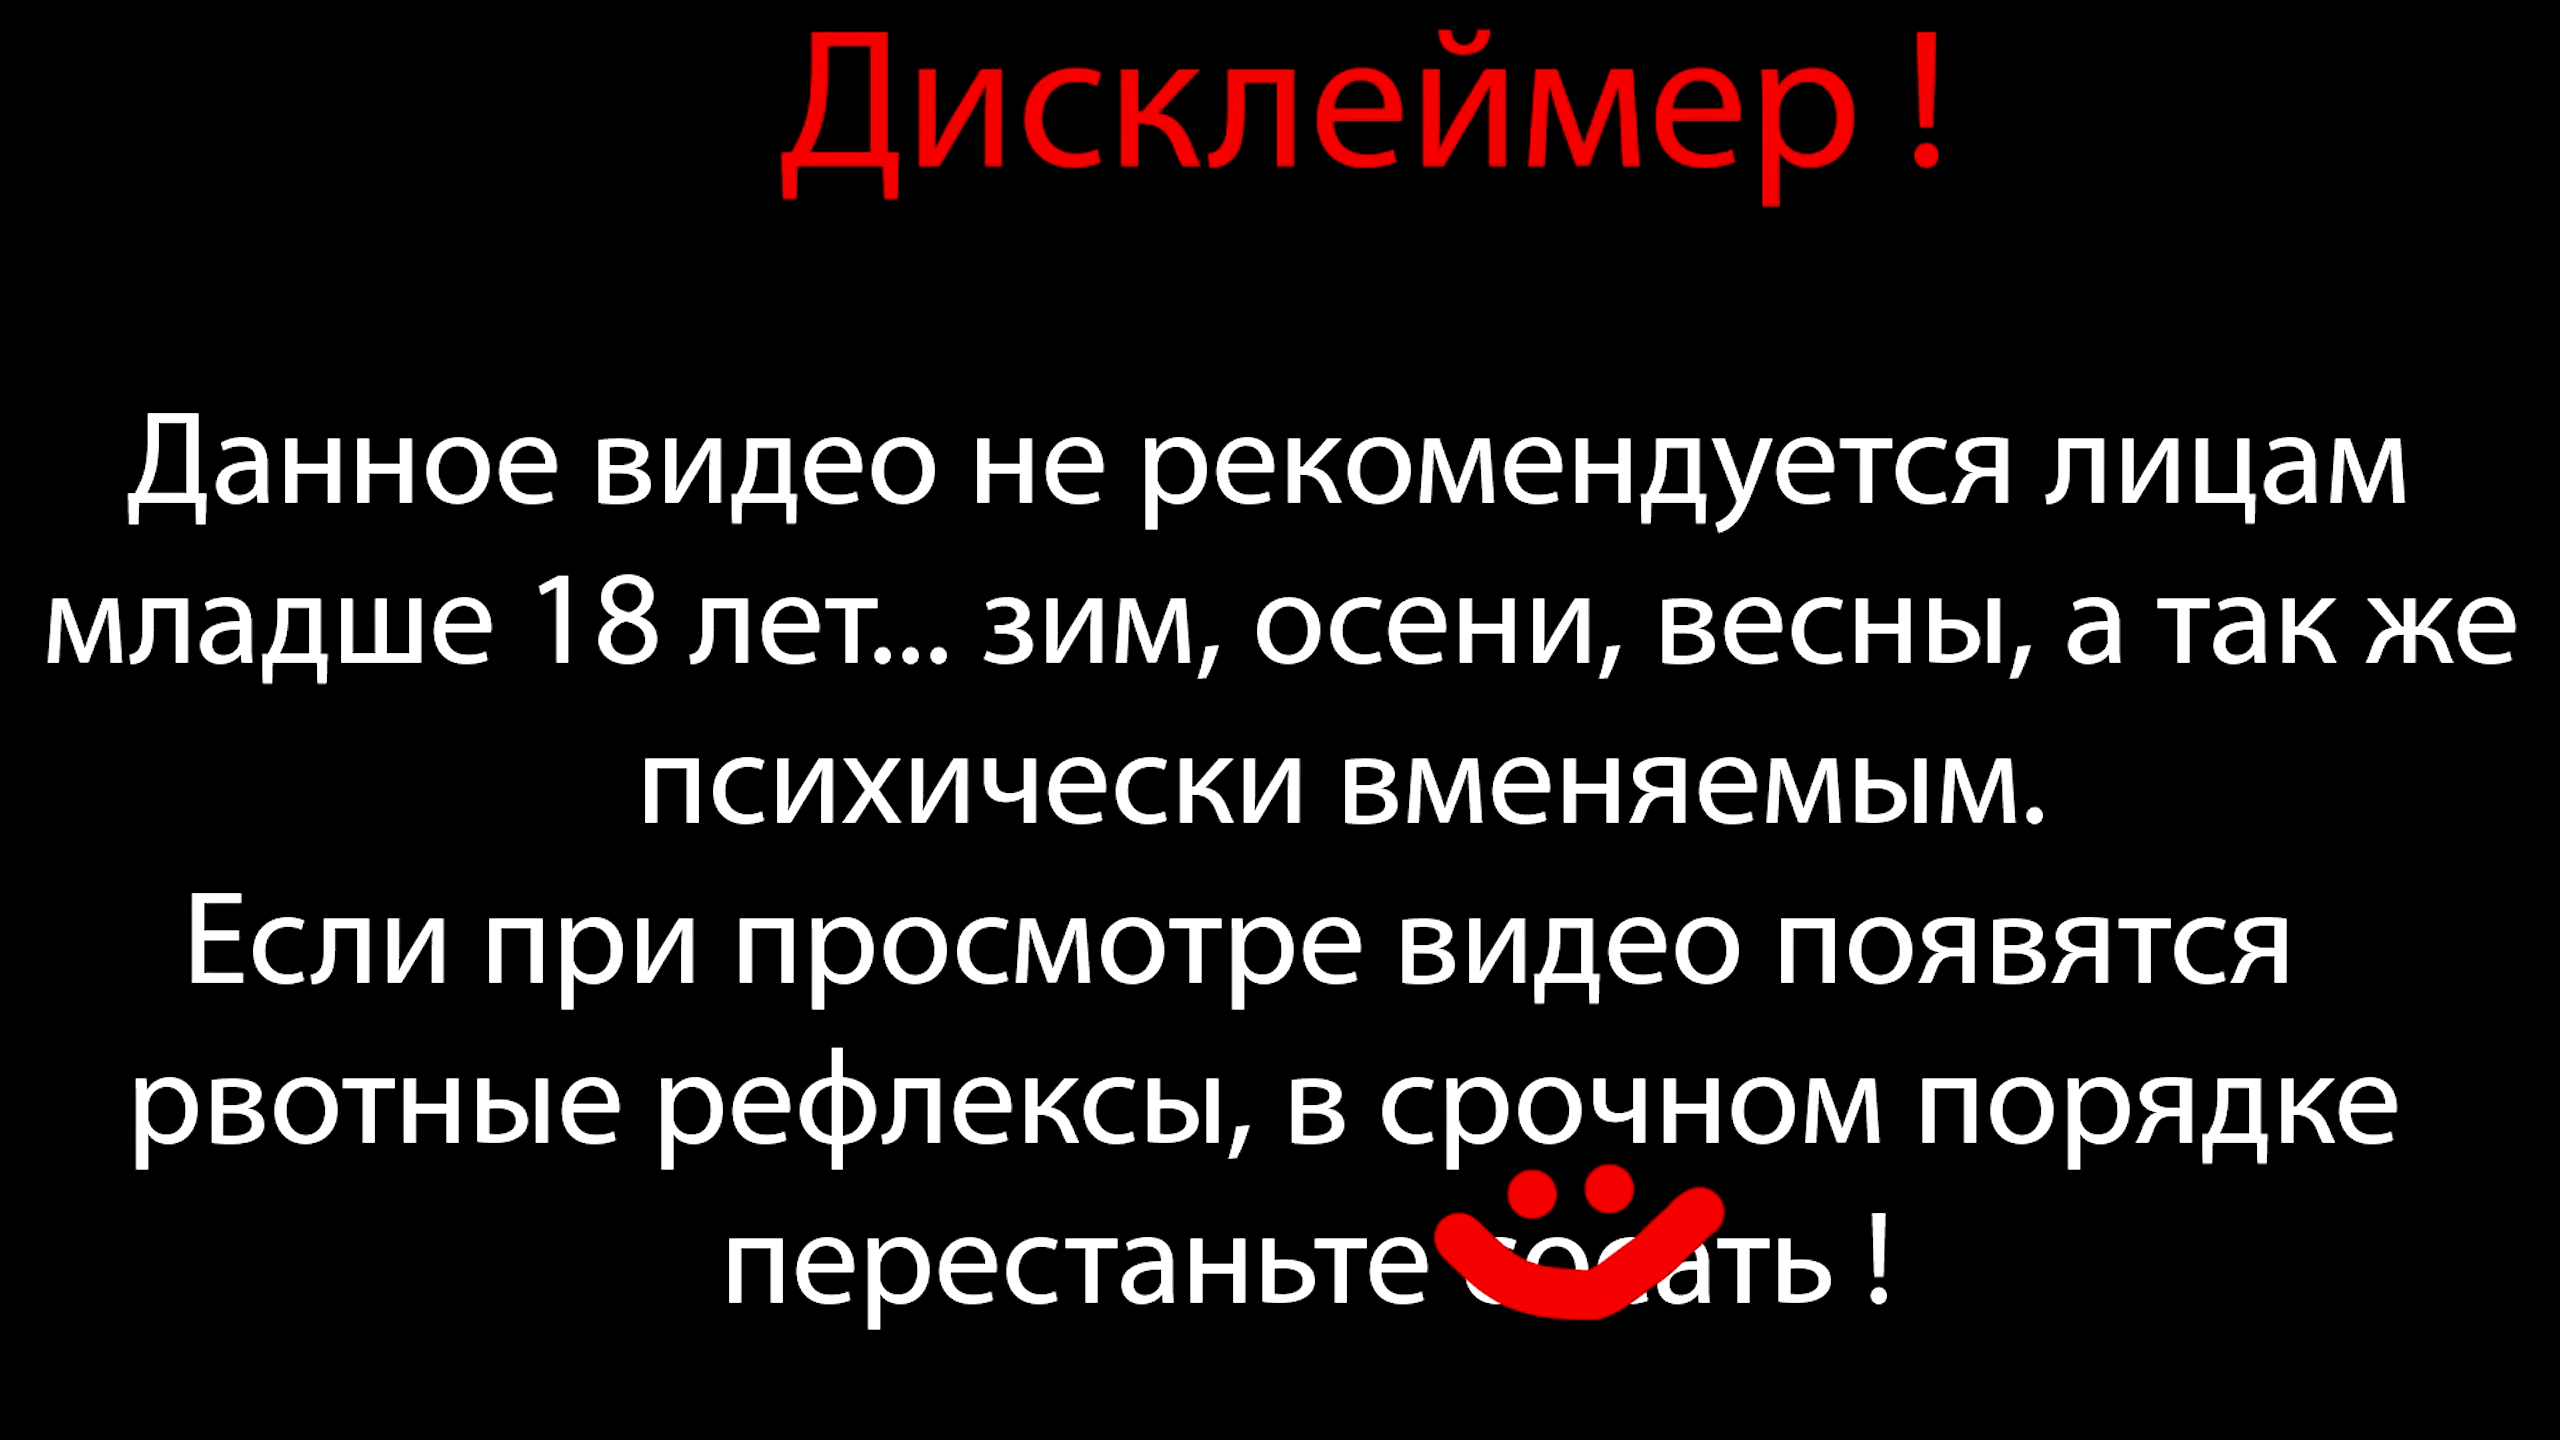 Дисклеймер !
Данное видео не рекомендуется лицам
младше 18 лет... зим, осени, весны, а так же
психически вменяемым.
Если при просмотре видео появятся
рвотные рефлексы, в срочном порядке
перестаньте сосать !